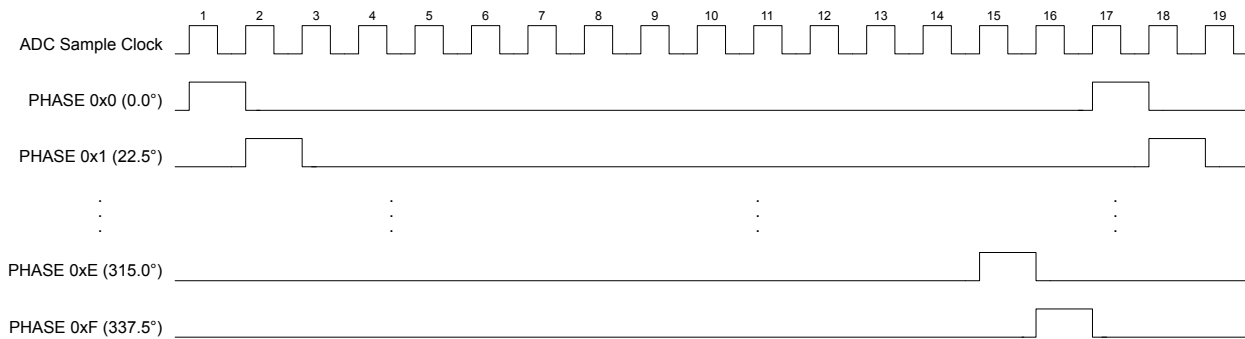 1 2 3 4 5 6 7 8 9 10 11 12 13 14 15 16 17 18 19
ADC Sample Clock
PHASE 0x0 (0.0°)
PHASE 0x1 (22.5°)
PHASE 0xE (315.0°)
PHASE 0xF (337.5°)